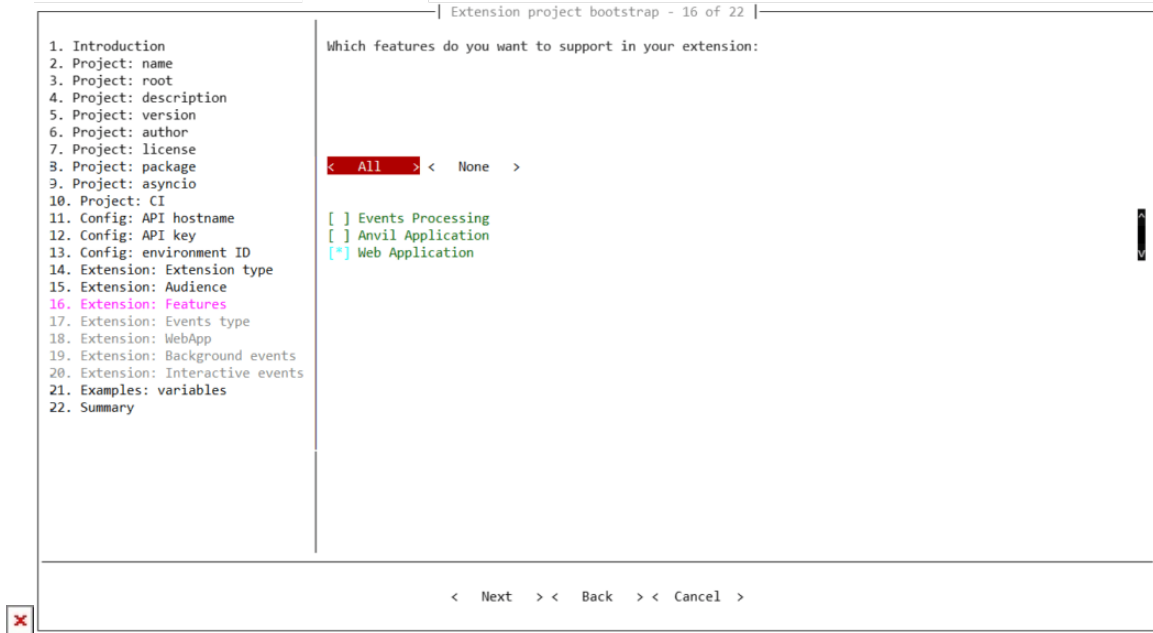 Extension project bootstrap - 16 of 22
1. Introduction
2. Project: name
3. Project: root
4. Project: description
5. Project: version
6. Project: author
7. Project: license
8. Project: package
9. Project: asyncio
10. Project: CI
11. Config: API hostname
12. Config: API key
13. Config: environment ID
14. Extension: Extension type
15. Extension: Audience
16. Extension: Features
17. Extension: Events type
18. Extension: WebApp
19. Extension: Background events
20. Extension: Interactive events
21. Examples: variables
22. Summary
Which features do you want to support in your extension:
< All > < None >
[ ] Events Processing
[ ] Anvil Application
[*] Web Application
< Next > < Back > < Cancel >